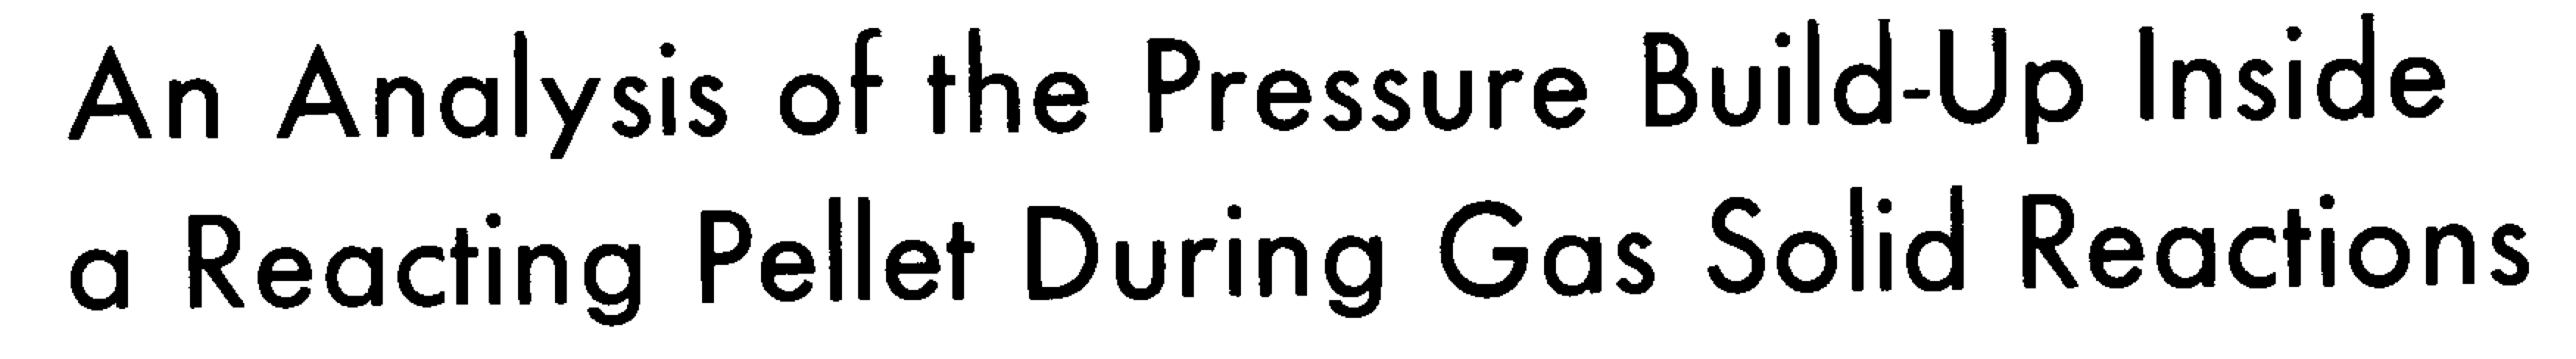 An Analysis of the Pressure Build-Up Inside
a Reacting Pellet During Gas Solid Reactions